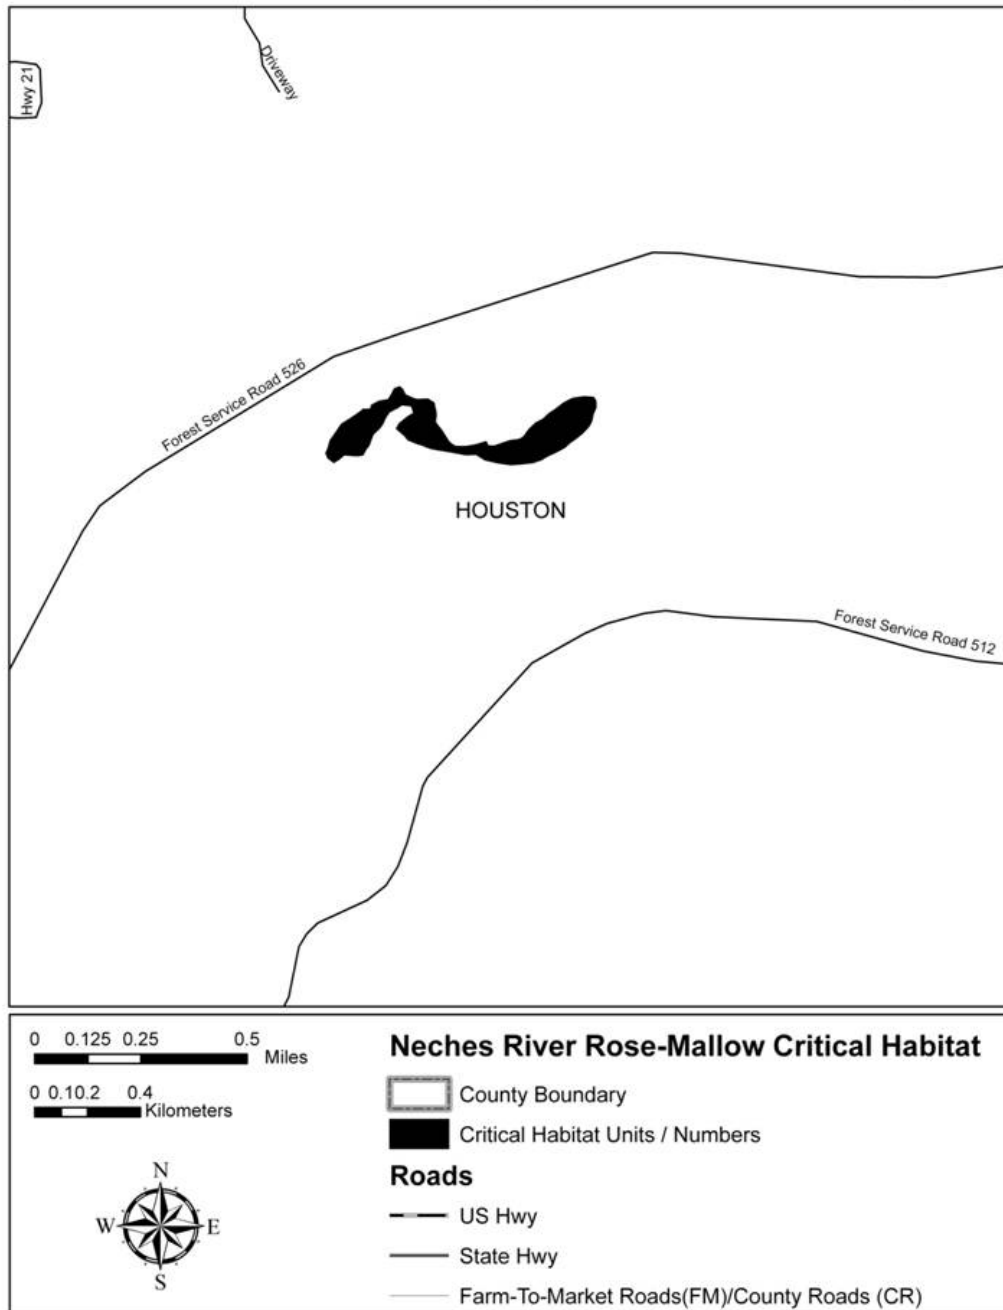 Driveway
Hwy 21
Forest Service Road 526
HOUSTON
Forest Service Road 512
0 0.125 0.25 0.5
Miles
0 0.10.2 0.4
Kilometers
N
W E
S
Neches River Rose-Mallow Critical Habitat
County Boundary
Critical Habitat Units / Numbers
Roads
US Hwy
State Hwy
Farm-To-Market Roads(FM)/County Roads (CR)